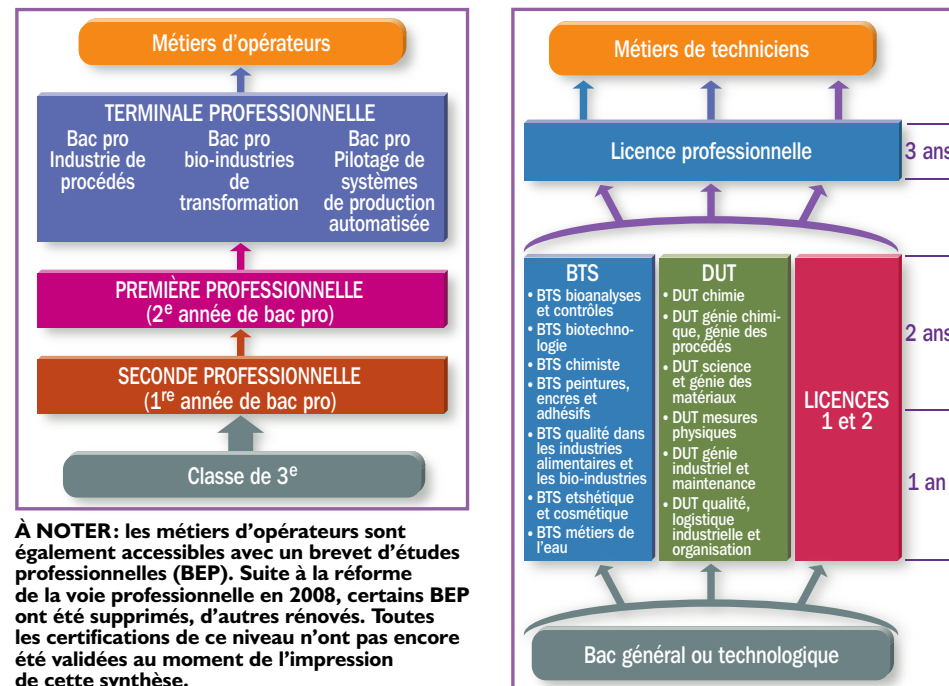 Métiers d'opérateurs
TERMINALE PROFESSIONNELLE
Bac pro
Industrie de
procédés
Bac pro
bio-industries
de
transformation
Bac pro
Pilotage de
systèmes
de production
automatisée
PREMIÈRE PROFESSIONNELLE
(2e année de bac pro)
SECONDE PROFESSIONNELLE
(1re année de bac pro)
Classe de 3e
À NOTER : les métiers d'opérateurs sont
également accessibles avec un brevet d'études
professionnelles (BEP). Suite à la réforme
de la voie professionnelle en 2008, certains BEP
ont été supprimés, d'autres rénovés. Toutes
les certifications de ce niveau n'ont pas encore
été validées au moment de l'impression
de cette synthèse.
Métiers de techniciens
Licence professionnelle
3 ans
BTS
• BTS bioanalyses
et contrôles
• BTS biotechno-
logie
• BTS chimiste
• BTS peintures,
encres et
adhésifs
• BTS qualité dans
les industries
alimentaires et
les bio-industries
• BTS etshétique
et cosmétique
• BTS métiers de
l'eau
DUT
• DUT chimie
• DUT génie chimi-
que, génie des
procédés
• DUT science
et génie des
matériaux
• DUT mesures
physiques
• DUT génie
industriel et
maintenance
• DUT qualité,
logistique
industrielle et
organisation
LICENCES
1 et 2
2 ans
1 an
Bac général ou technologique